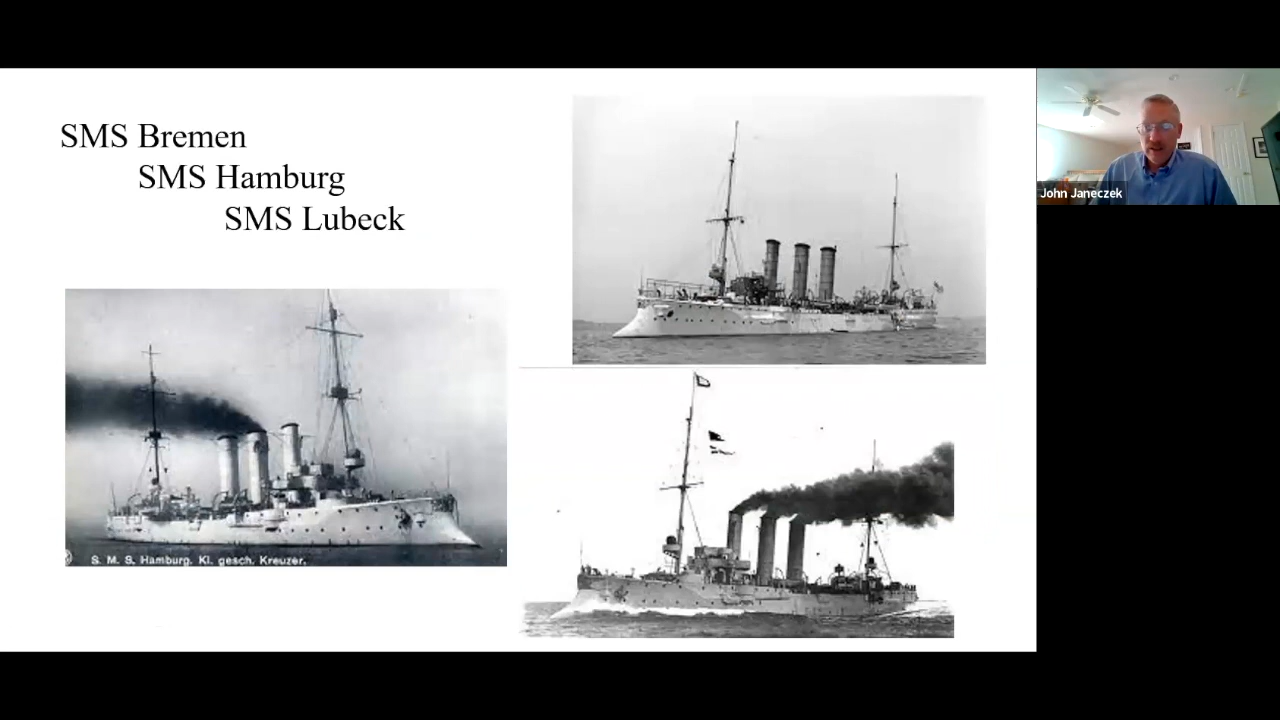 SMS Bremen
SMS Hamburg
SMS Lubeck
S. M. S. Hamburg. Kl. gesch. Kreuzer.
John Janeczek